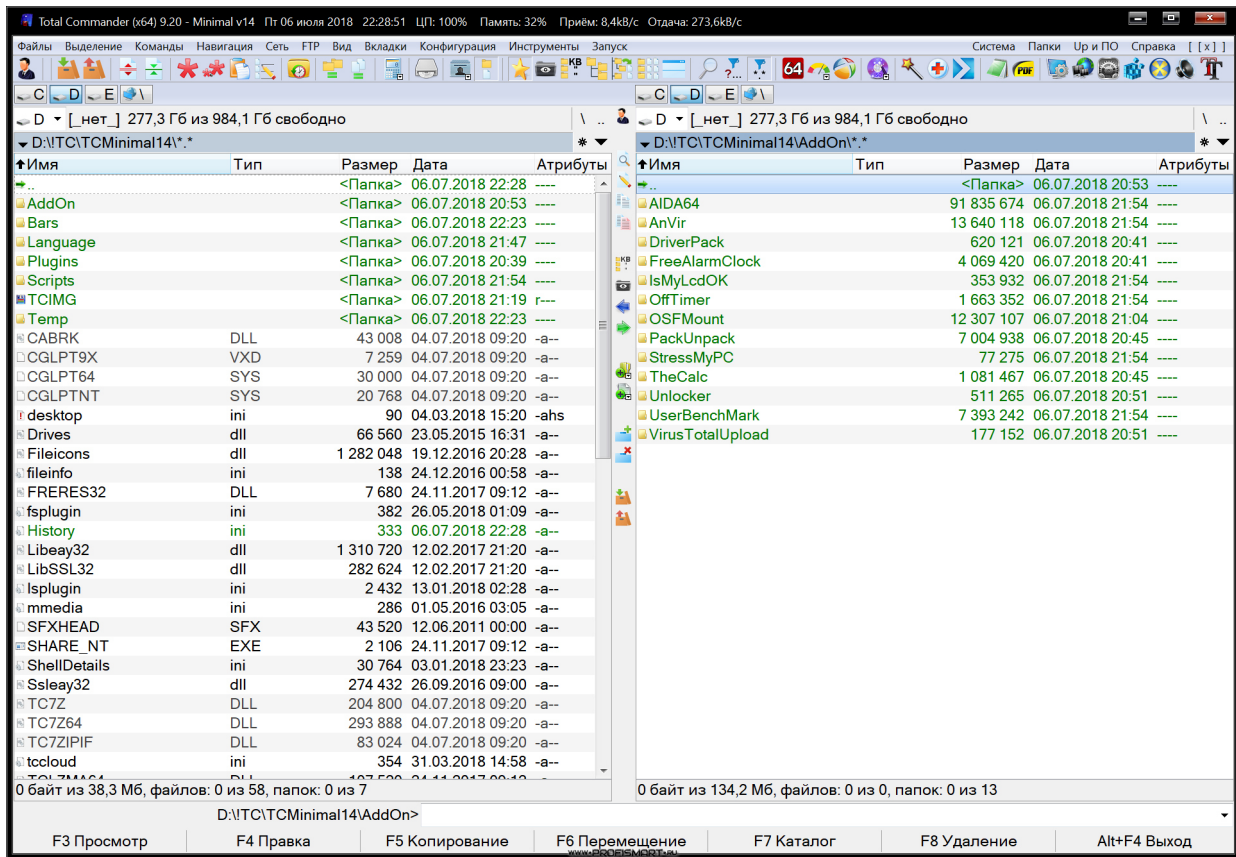 Total Commander (x64) 9.20 - Minimal v14 Пт 06 июля 2018 22:28:51 ЦП: 100% Память: 32% Приём: 8,4kB/с Отдача: 273,6kB/с
Файлы Выделение Команды Навигация Сеть FTP Вид Вкладки Конфигурация Инструменты Запуск Система Папки Up и ПО Справка [ [ x ] ]
KB 64 PDF
C D E \ C D E \
D [_нет_] 277,3 Гб из 984,1 Гб свободно \ .. D [_нет_] 277,3 Гб из 984,1 Гб свободно \ ..
D:\!TC\TCMinimal14\*.* * D:\!TC\TCMinimal14\AddOn\*.* *
Имя Тип Размер Дата Атрибуты Имя Тип Размер Дата Атрибуты
.. <Папка> 06.07.2018 22:28 ---- .. <Папка> 06.07.2018 20:53 ----
AddOn <Папка> 06.07.2018 20:53 ---- AIDA64 91 835 674 06.07.2018 21:54 ----
Bars <Папка> 06.07.2018 22:23 ---- AnVir 13 640 118 06.07.2018 21:54 ----
Language <Папка> 06.07.2018 21:47 ---- DriverPack 620 121 06.07.2018 20:41 ----
Plugins <Папка> 06.07.2018 20:39 ---- KB FreeAlarmClock 4 069 420 06.07.2018 20:41 ----
Scripts <Папка> 06.07.2018 21:54 ---- IsMyLcdOK 353 932 06.07.2018 21:54 ----
TCIMG <Папка> 06.07.2018 21:19 r--- OffTimer 1 663 352 06.07.2018 21:54 ----
Temp <Папка> 06.07.2018 22:23 ---- OSFMount 12 307 107 06.07.2018 21:04 ----
CABRK DLL 43 008 04.07.2018 09:20 -a-- PackUnpack 7 004 938 06.07.2018 20:45 ----
CGLPT9X VXD 7 259 04.07.2018 09:20 -a-- StressMyPC 77 275 06.07.2018 21:54 ----
CGLPT64 SYS 30 000 04.07.2018 09:20 -a-- TheCalc 1 081 467 06.07.2018 20:45 ----
CGLPTNT SYS 20 768 04.07.2018 09:20 -a-- Unlocker 511 265 06.07.2018 20:51 ----
desktop ini 90 04.03.2018 15:20 -ahs UserBenchMark 7 393 242 06.07.2018 21:54 ----
Drives dll 66 560 23.05.2015 16:31 -a-- VirusTotalUpload 177 152 06.07.2018 20:51 ----
Fileicons dll 1 282 048 19.12.2016 20:28 -a--
fileinfo ini 138 24.12.2016 00:58 -a--
FRERES32 DLL 7 680 24.11.2017 09:12 -a--
fsplugin ini 382 26.05.2018 01:09 -a--
History ini 333 06.07.2018 22:28 -a--
Libeay32 dll 1 310 720 12.02.2017 21:20 -a--
LibSSL32 dll 282 624 12.02.2017 21:20 -a--
lsplugin ini 2 432 13.01.2018 02:28 -a--
mmedia ini 286 01.05.2016 03:05 -a--
SFXHEAD SFX 43 520 12.06.2011 00:00 -a--
SHARE_NT EXE 2 106 24.11.2017 09:12 -a--
ShellDetails ini 30 764 03.01.2018 23:23 -a--
Ssleay32 dll 274 432 26.09.2016 09:00 -a--
TC7Z DLL 204 800 04.07.2018 09:20 -a--
TC7Z64 DLL 293 888 04.07.2018 09:20 -a--
TC7ZIPIF DLL 83 024 04.07.2018 09:20 -a--
tccloud ini 354 31.03.2018 14:58 -a--
0 байт из 38,3 Мб, файлов: 0 из 58, папок: 0 из 7 0 байт из 134,2 Мб, файлов: 0 из 0, папок: 0 из 13
D:\!TC\TCMinimal14\AddOn>
F3 Просмотр F4 Правка F5 Копирование F6 Перемещение F7 Каталог F8 Удаление Alt+F4 Выход
WWW.PROFISMART.RU